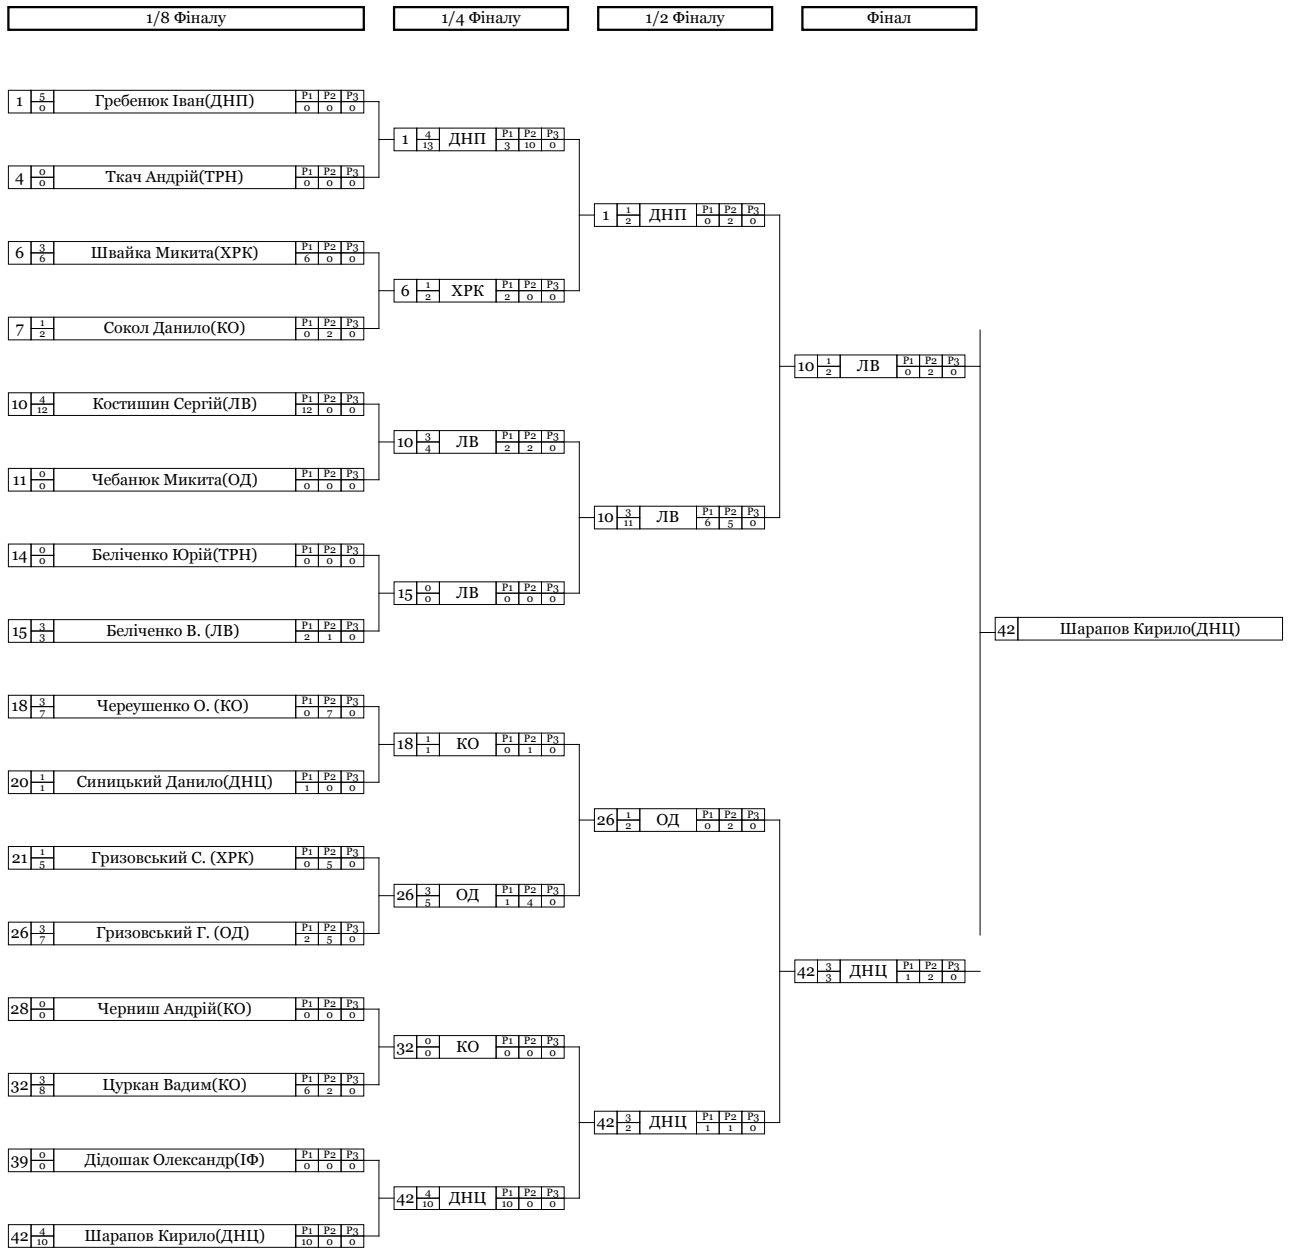 1/8 Фіналу 1/4 Фіналу 1/2 Фіналу Фінал
1 5 0 Гребенюк Іван(ДНП) P1 P2 P3 0 0 0
1 4 13 ДНП P1 P2 P3 3 10 0
4 0 0 Ткач Андрій(ТРН) P1 P2 P3 0 0 0
1 1 2 ДНП P1 P2 P3 0 2 0
6 3 6 Швайка Микита(ХРК) P1 P2 P3 6 0 0
6 1 2 ХРК P1 P2 P3 2 0 0
7 1 2 Сокол Данило(КО) P1 P2 P3 0 2 0
10 1 2 ЛВ P1 P2 P3 0 2 0
10 4 12 Костишин Сергій(ЛВ) P1 P2 P3 12 0 0
10 3 4 ЛВ P1 P2 P3 2 2 0
11 0 0 Чебанюк Микита(ОД) P1 P2 P3 0 0 0
10 3 11 ЛВ P1 P2 P3 6 5 0
14 0 0 Беліченко Юрій(ТРН) P1 P2 P3 0 0 0
15 0 0 ЛВ P1 P2 P3 0 0 0
15 3 3 Беліченко В. (ЛВ) P1 P2 P3 2 1 0
42 Шарапов Кирило(ДНЦ)
18 3 7 Череушенко О. (КО) P1 P2 P3 0 7 0
18 1 1 КО P1 P2 P3 0 1 0
20 1 1 Синицький Данило(ДНЦ) P1 P2 P3 1 0 0
26 1 2 ОД P1 P2 P3 0 2 0
21 1 5 Гризовський С. (ХРК) P1 P2 P3 0 5 0
26 3 5 ОД P1 P2 P3 1 4 0
26 3 7 Гризовський Г. (ОД) P1 P2 P3 2 5 0
42 3 3 ДНЦ P1 P2 P3 1 2 0
28 0 0 Черниш Андрій(КО) P1 P2 P3 0 0 0
32 0 0 КО P1 P2 P3 0 0 0
32 3 8 Цуркан Вадим(КО) P1 P2 P3 6 2 0
42 3 2 ДНЦ P1 P2 P3 1 1 0
39 0 0 Дідошак Олександр(ІФ) P1 P2 P3 0 0 0
42 4 10 ДНЦ P1 P2 P3 10 0 0
42 4 10 Шарапов Кирило(ДНЦ) P1 P2 P3 10 0 0